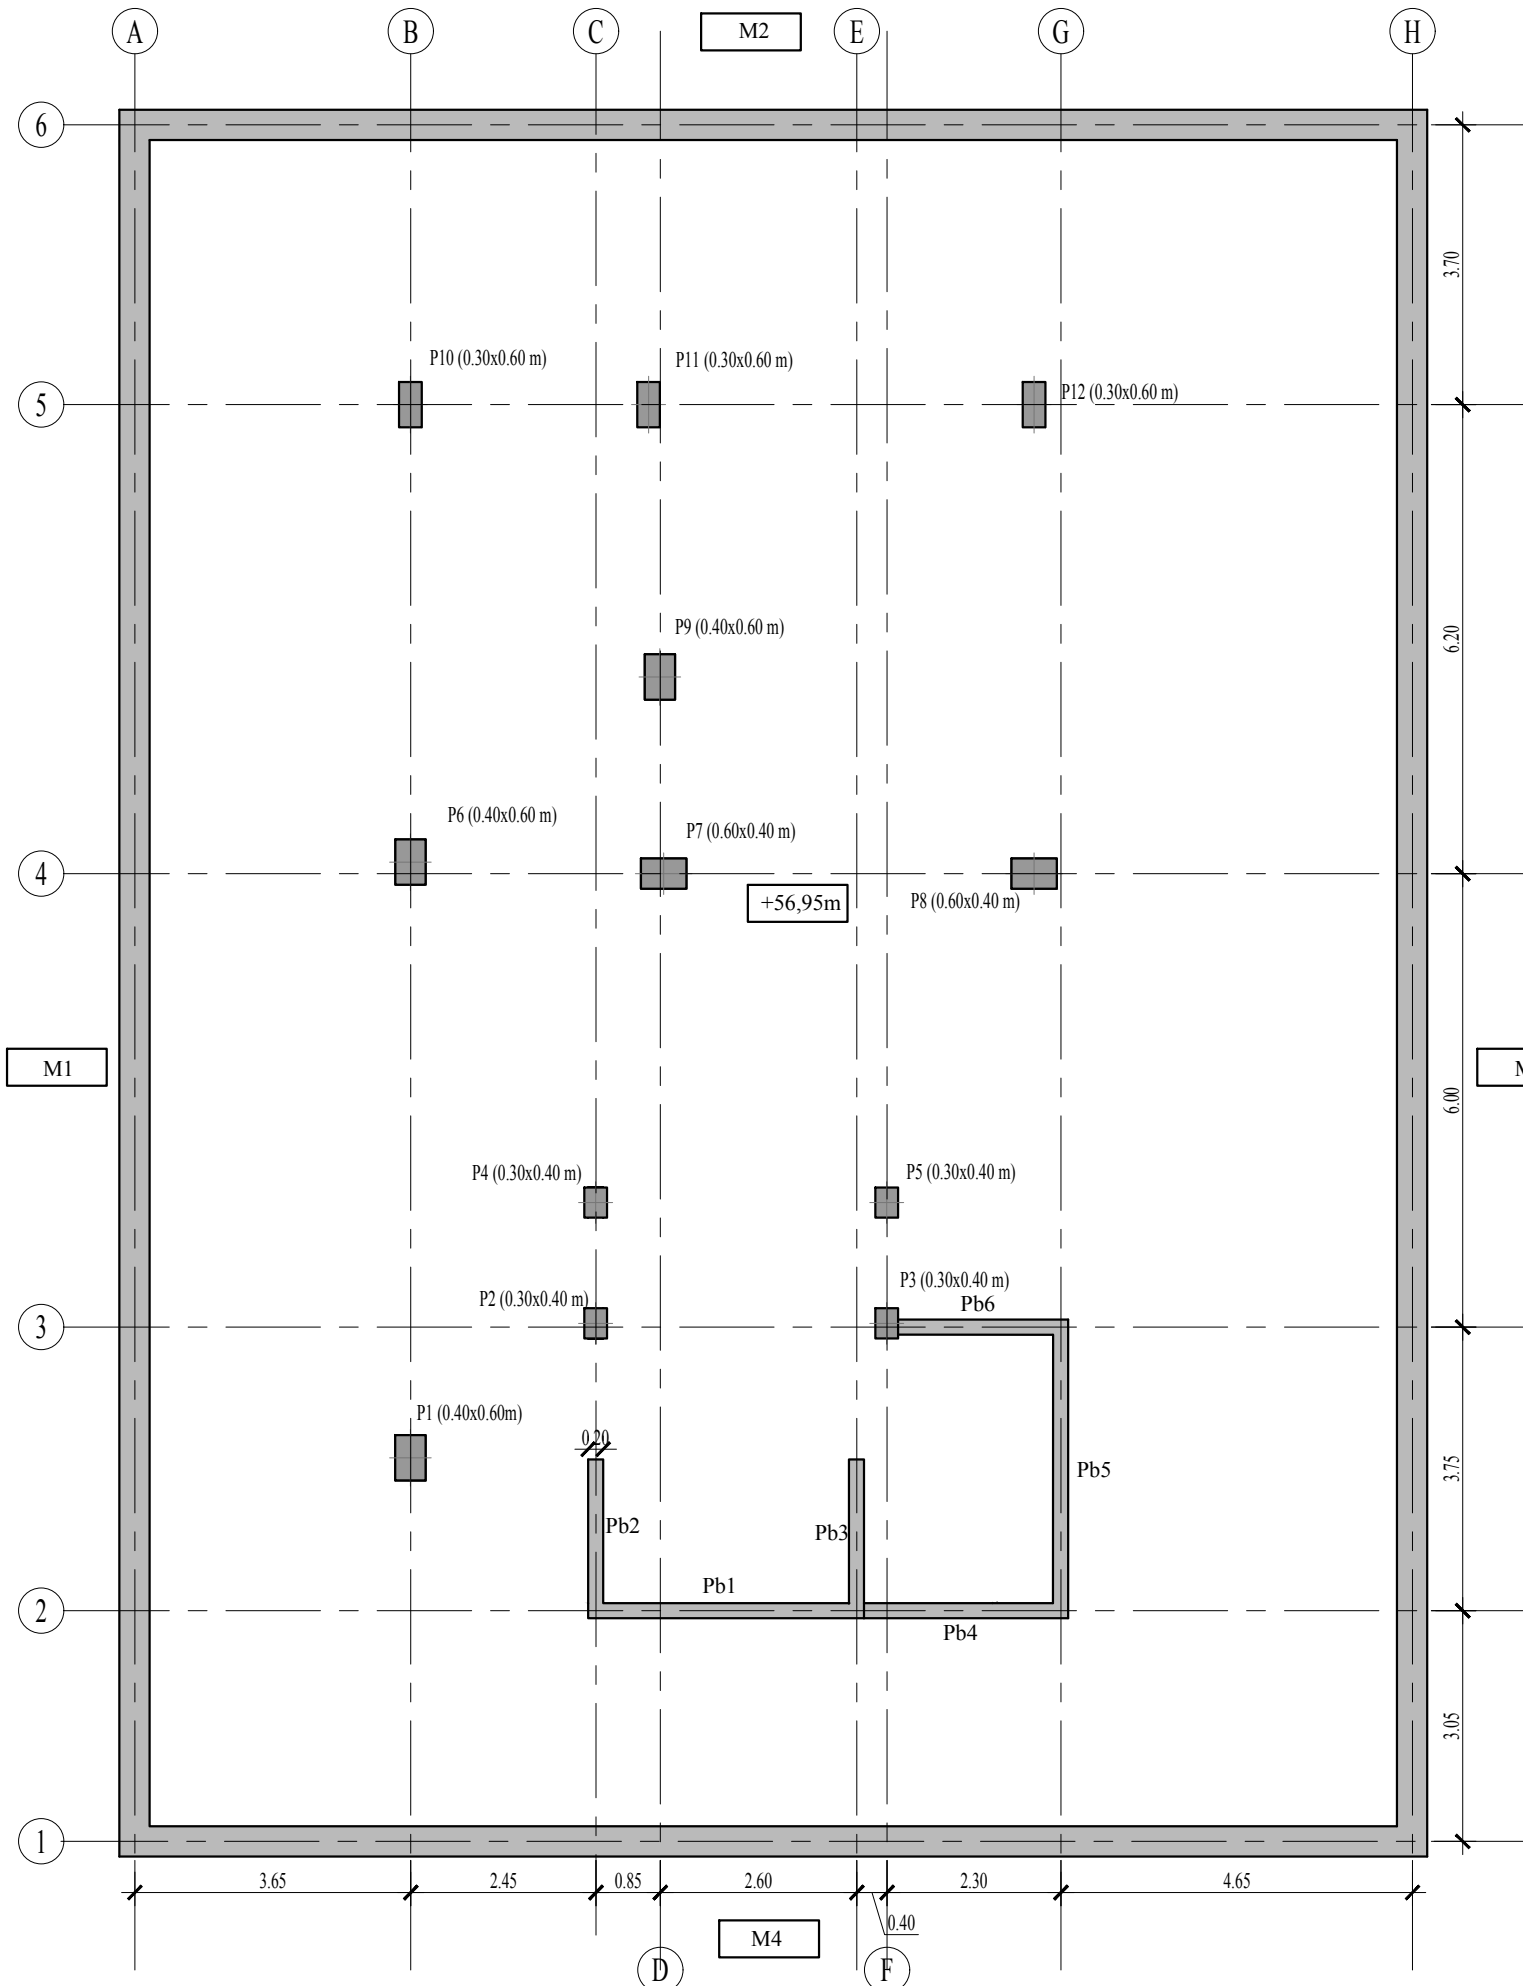 A
B
C
M2
E
G
H
6
3.70
P10 (0.30x0.60 m)
P11 (0.30x0.60 m)
P12 (0.30x0.60 m)
5
P9 (0.40x0.60 m)
6.20
P6 (0.40x0.60 m)
P7 (0.60x0.40 m)
4
+56,95m
P8 (0.60x0.40 m)
M1
M
6.00
P4 (0.30x0.40 m)
P5 (0.30x0.40 m)
P2 (0.30x0.40 m)
P3 (0.30x0.40 m)
Pb6
3
P1 (0.40x0.60m)
0.20
Pb5
3.75
Pb2
Pb3
Pb1
2
Pb4
3.05
1
3.65
2.45
0.85
2.60
2.30
4.65
0.40
M4
D
F